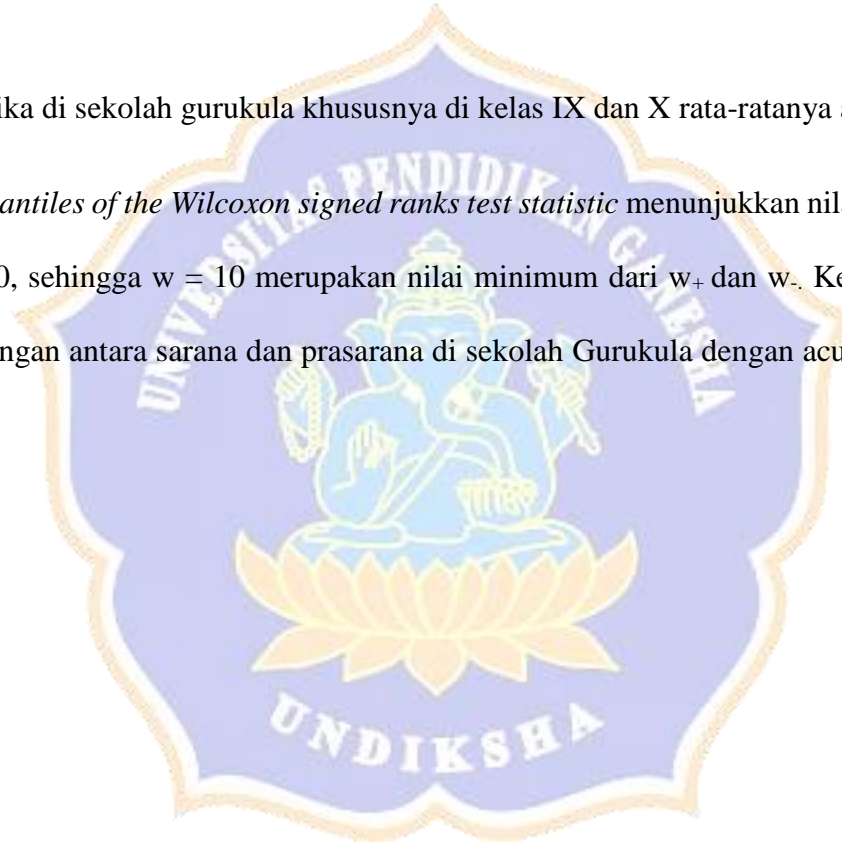 ika di sekolah gurukula khususnya di kelas IX dan X rata-ratanya a
antiles of the Wilcoxon signed ranks test statistic menunjukkan nila
0, sehingga w = 10 merupakan nilai minimum dari w+ dan w-. Ke
ngan antara sarana dan prasarana di sekolah Gurukula dengan acu
UNIVERSITAS PENDIDIKAN GANESHA
UNDIKSHA